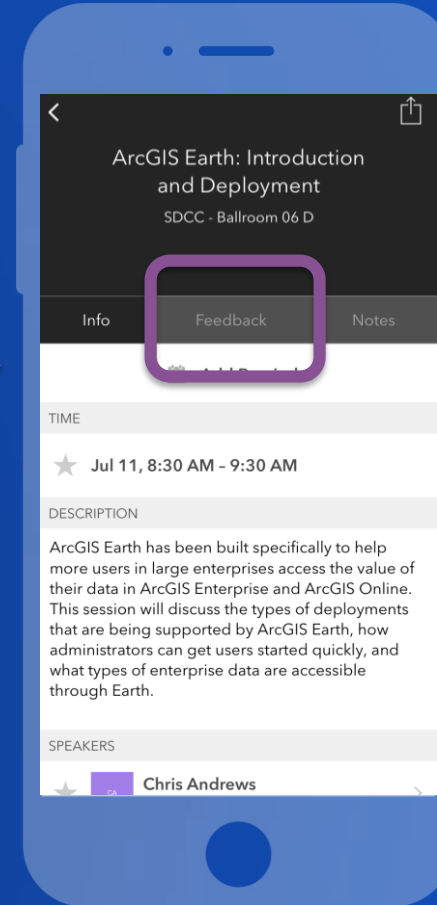 ArcGIS Earth: Introduction
and Deployment
SDCC - Ballroom 06 D
Info Feedback Notes
TIME
Jul 11, 8:30 AM – 9:30 AM
DESCRIPTION
ArcGIS Earth has been built specifically to help
more users in large enterprises access the value of
their data in ArcGIS Enterprise and ArcGIS Online.
This session will discuss the types of deployments
that are being supported by ArcGIS Earth, how
administrators can get users started quickly, and
what types of enterprise data are accessible
through Earth.
SPEAKERS
CA
Chris Andrews